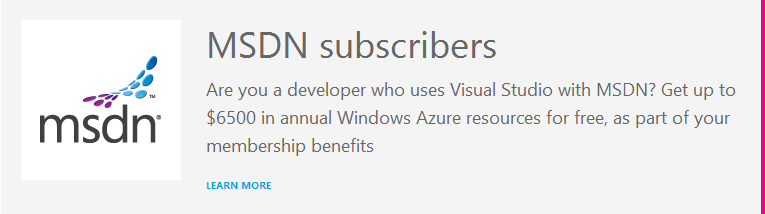 msdn®
™
MSDN subscribers
Are you a developer who uses Visual Studio with MSDN? Get up to
$6500 in annual Windows Azure resources for free, as part of your
membership benefits
LEARN MORE